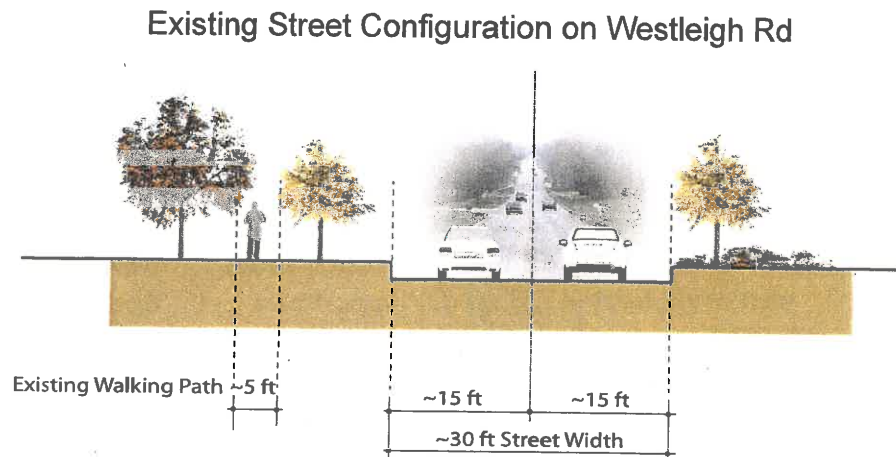 Existing Street Configuration on Westleigh Rd
Existing Walking Path ~5 ft
~15 ft
~15 ft
~30 ft Street Width